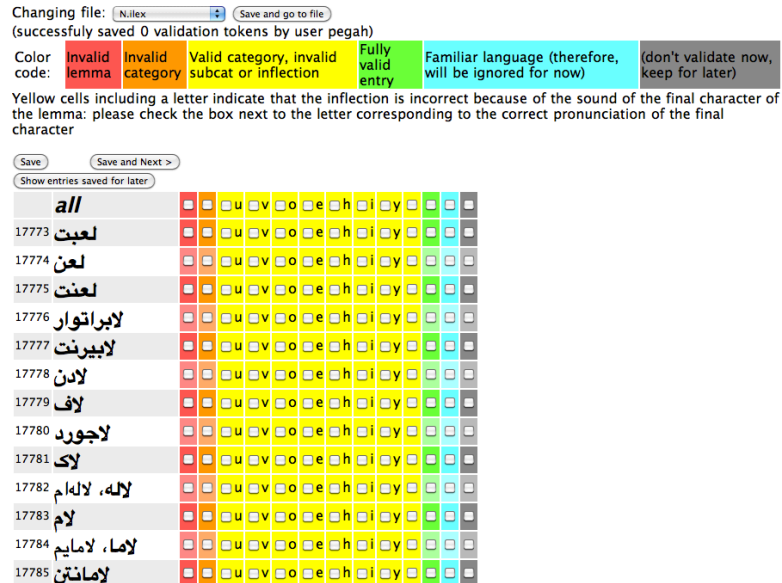 Changing file: N.ilex Save and go to file
(successfuly saved 0 validation tokens by user pegah)
Color code: Invalid lemma Invalid category Valid category, invalid subcat or inflection Fully valid entry Familiar language (therefore, will be ignored for now) (don't validate now, keep for later)
Yellow cells including a letter indicate that the inflection is incorrect because of the sound of the final character of
the lemma: please check the box next to the letter corresponding to the correct pronunciation of the final
character
Save Save and Next >
Show entries saved for later
all u v o e h i y
17773 لعبت u v o e h i y
17774 لعن u v o e h i y
17775 لعنت u v o e h i y
17776 لابراتوار u v o e h i y
17777 لابیرنت u v o e h i y
17778 لادن u v o e h i y
17779 لاف u v o e h i y
17780 لاجورد u v o e h i y
17781 لاک u v o e h i y
17782 لاله، لاله‌ام u v o e h i y
17783 لام u v o e h i y
17784 لاما، لامایم u v o e h i y
17785 لامانتن u v o e h i y